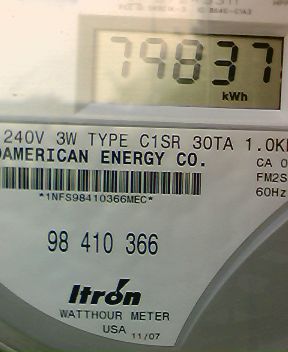 79837
kWh
240V 3W TYPE C1SR 30TA 1.0K
DAMERICAN ENERGY CO.
CA 0
FM2S
60Hz
*1NFS98410366MEC*
98 410 366
Itron
WATTHOUR METER
USA 11/07